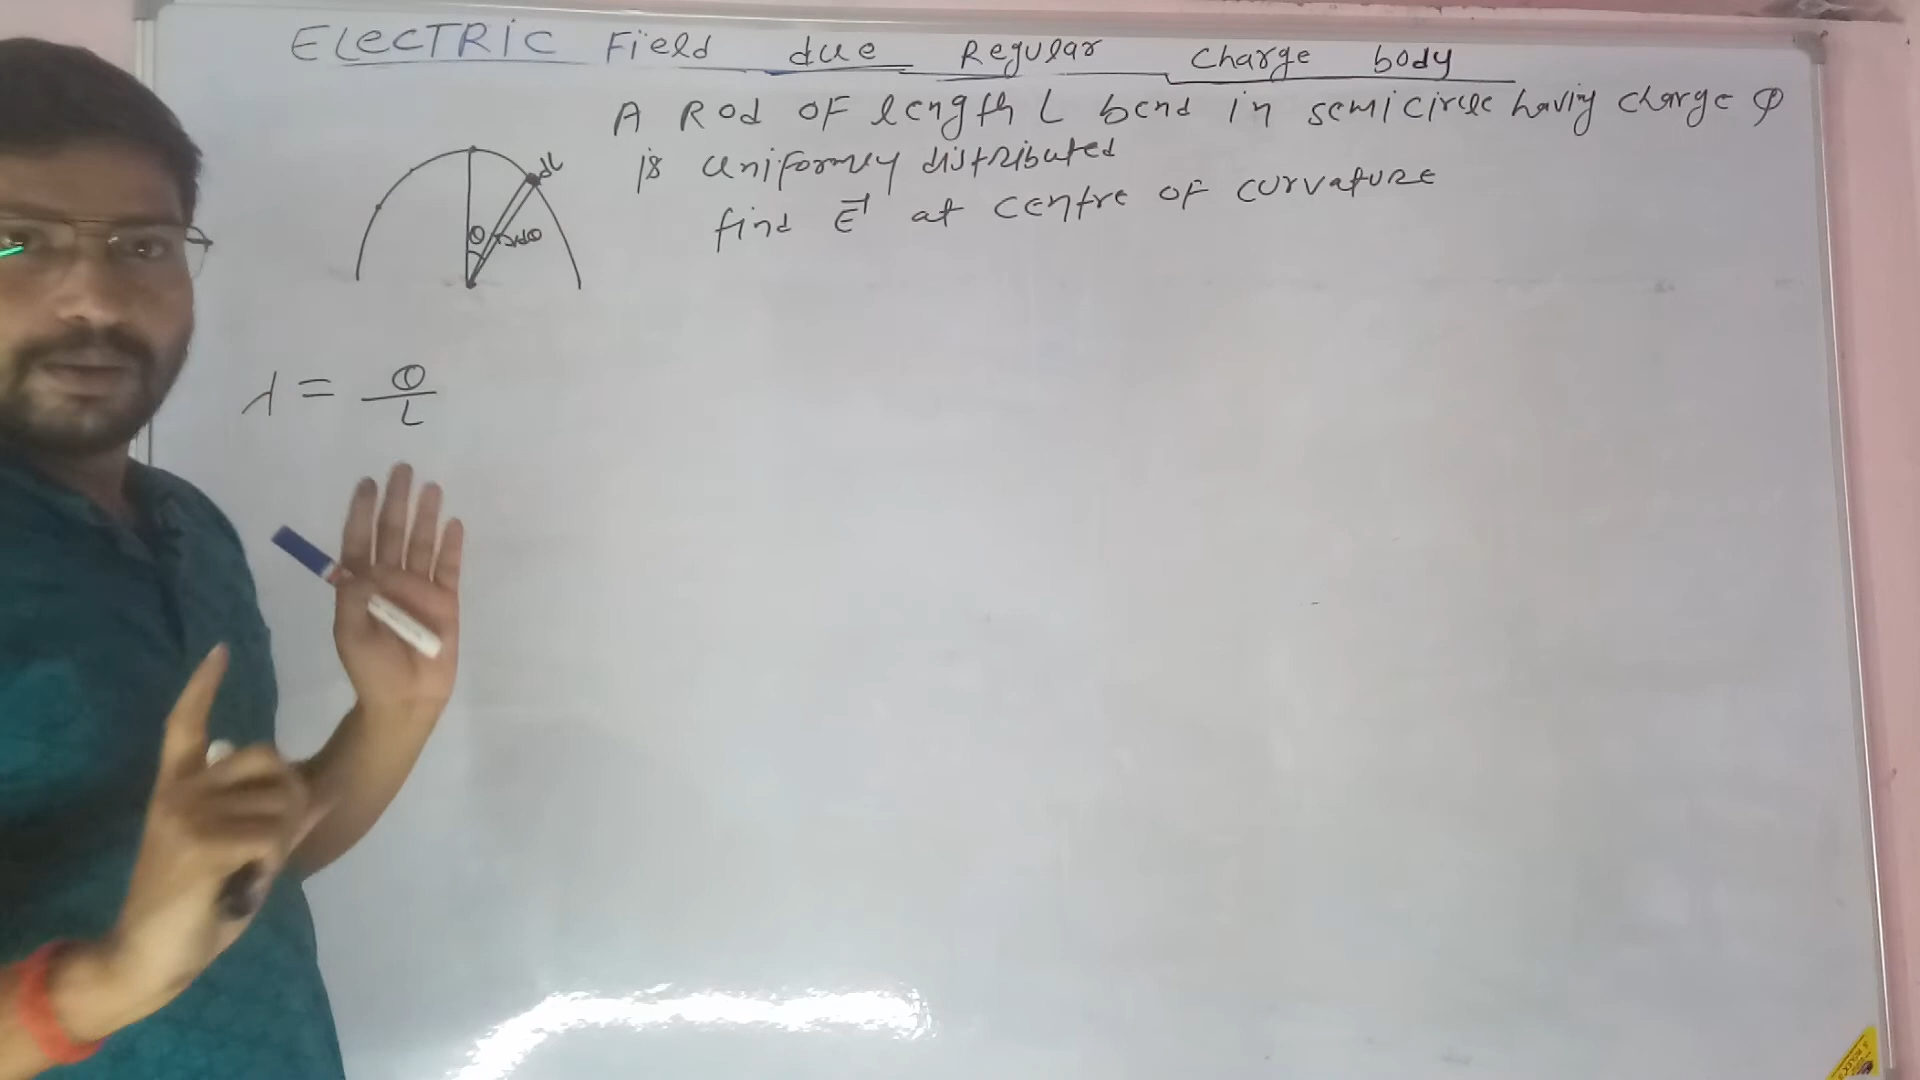 ELECTRIC Field due Regular charge body
A Rod OF length L bend in semicircle having charge Q
is uniformly distributed
find E⃗ at centre of curvature
dl
θ dθ
λ = Q/L